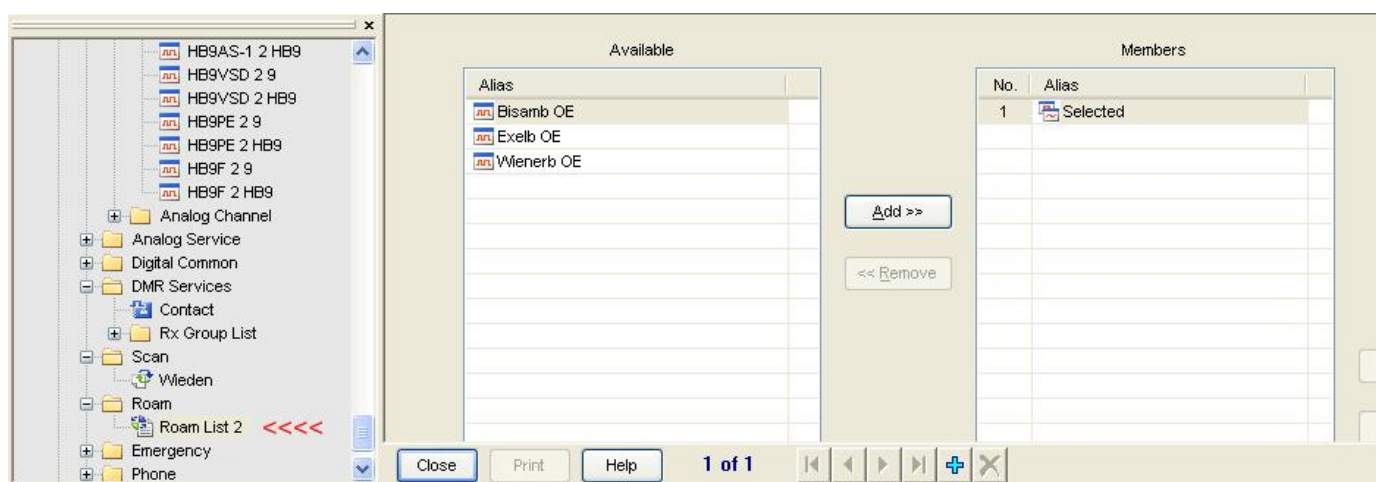 x
HB9AS-1 2 HB9
HB9VSD 2 9
HB9VSD 2 HB9
HB9PE 2 9
HB9PE 2 HB9
HB9F 2 9
HB9F 2 HB9
Analog Channel
Analog Service
Digital Common
DMR Services
Contact
Rx Group List
Scan
Wieden
Roam
Roam List 2 <<<<
Emergency
Phone
Available
Alias
Bisamb OE
Exelb OE
Wienerb OE
Add >>
<< Remove
Members
No. Alias
1 Selected
Close Print Help 1 of 1